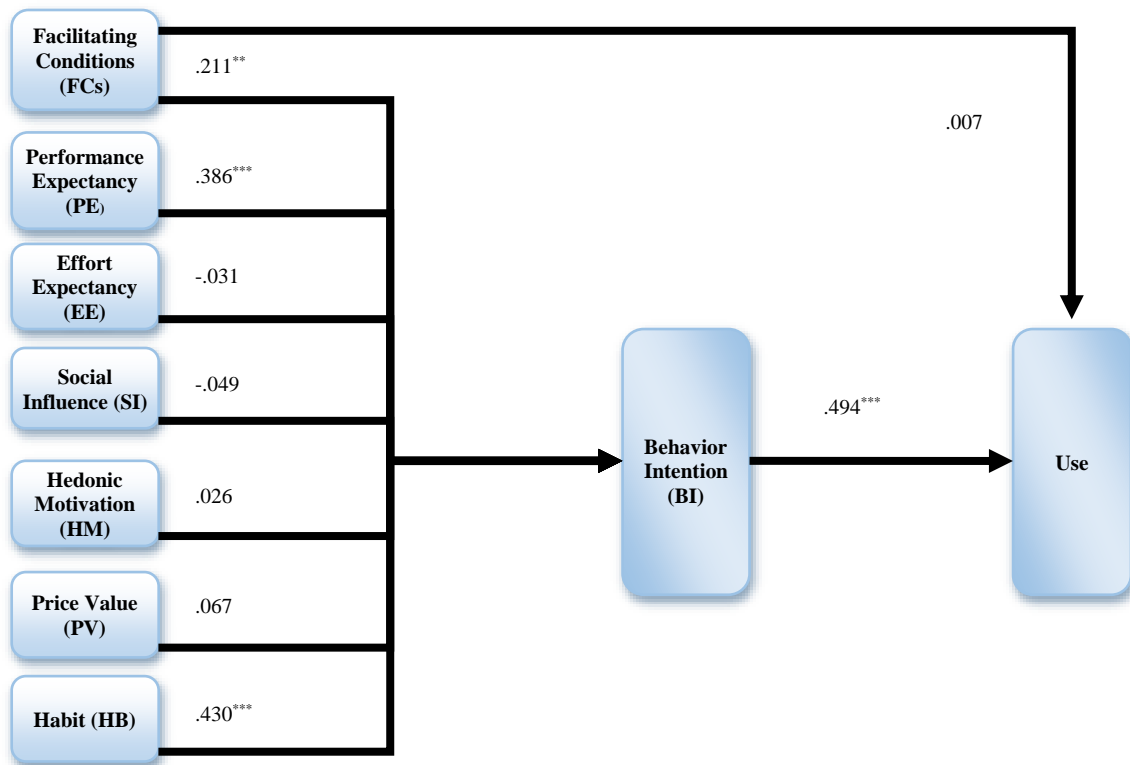 Facilitating
Conditions
(FCs)
.211**
.007
Performance
Expectancy
(PE)
.386***
Effort
Expectancy
(EE)
-.031
Social
Influence (SI)
-.049
Hedonic
Motivation
(HM)
.026
Price Value
(PV)
.067
Habit (HB)
.430***
Behavior
Intention
(BI)
.494***
Use